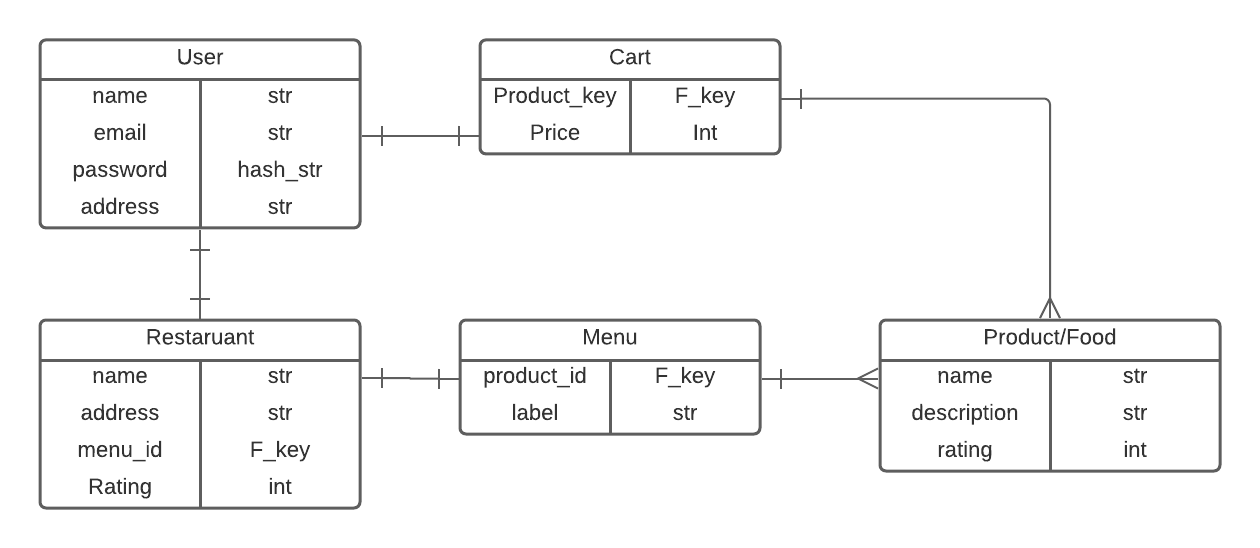 User
name str
email str
password hash_str
address str
Cart
Product_key F_key
Price Int
Restaruant
name str
address str
menu_id F_key
Rating int
Menu
product_id F_key
label str
Product/Food
name str
description str
rating int